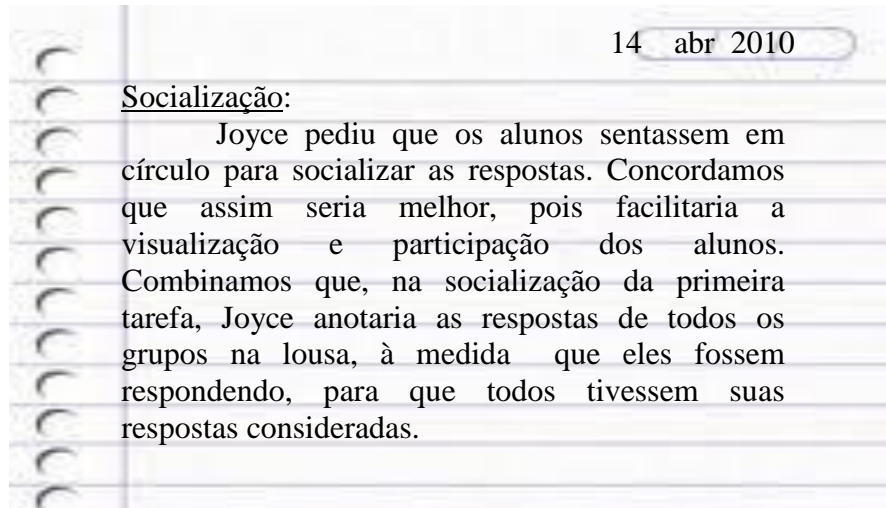 14 abr 2010
Socialização:
Joyce pediu que os alunos sentassem em
círculo para socializar as respostas. Concordamos
que assim seria melhor, pois facilitaria a
visualização e participação dos alunos.
Combinamos que, na socialização da primeira
tarefa, Joyce anotaria as respostas de todos os
grupos na lousa, à medida que eles fossem
respondendo, para que todos tivessem suas
respostas consideradas.